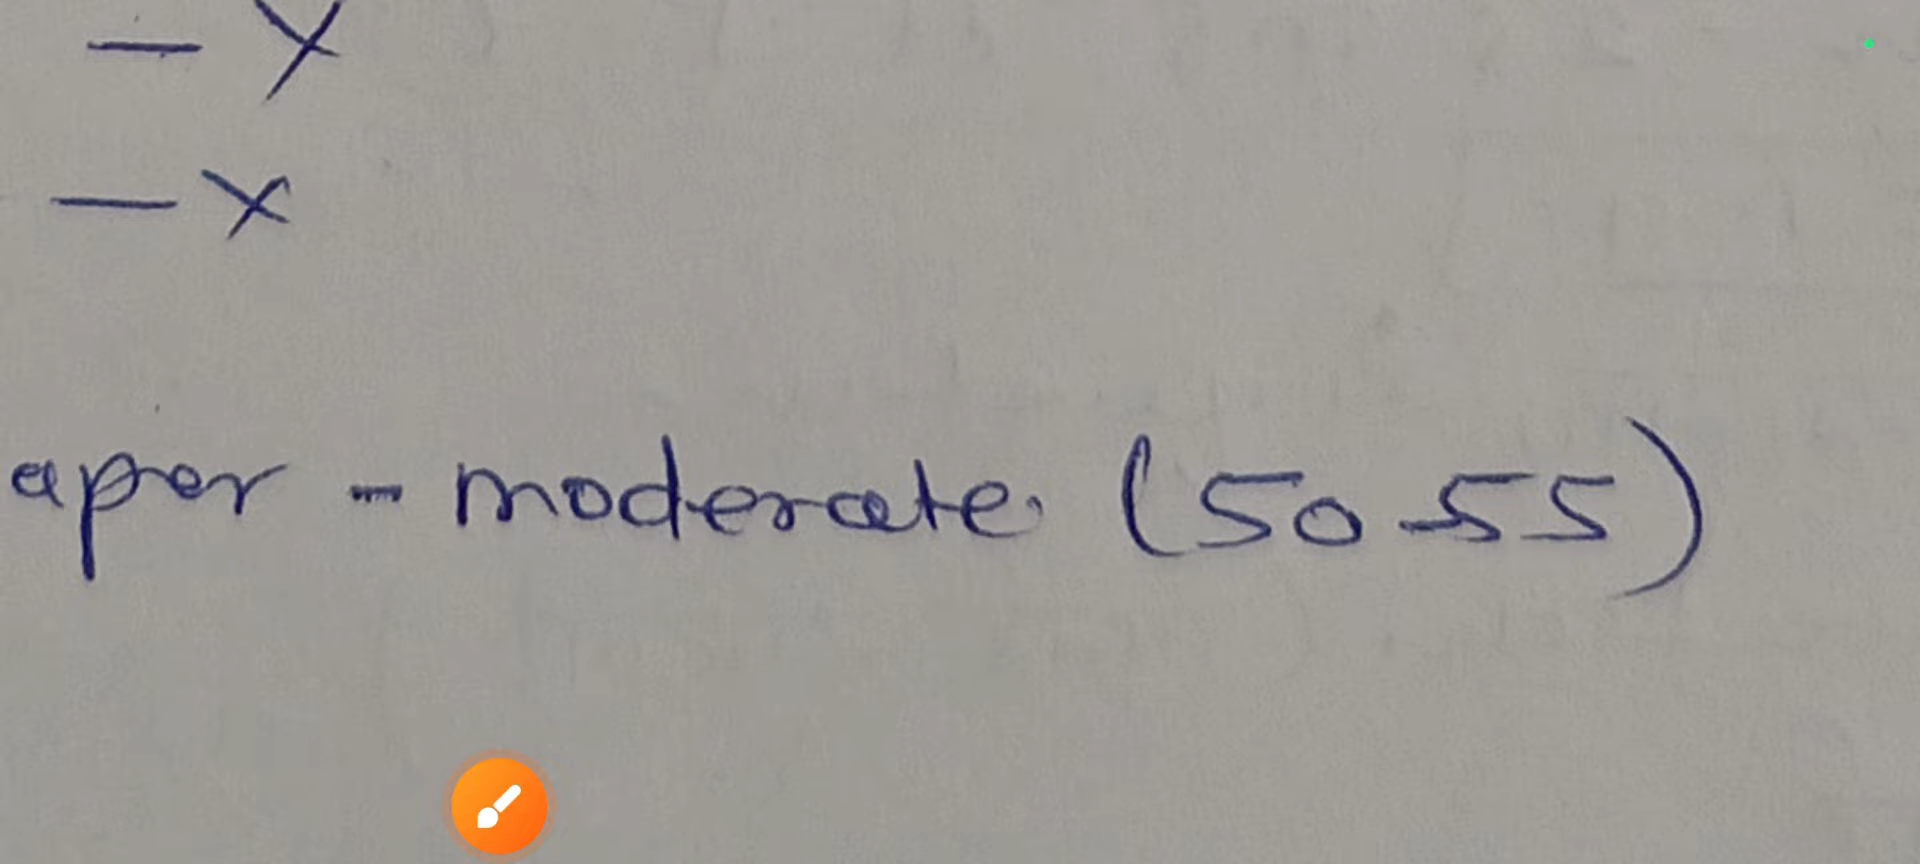 — X
— X
aper - moderate (50-55)